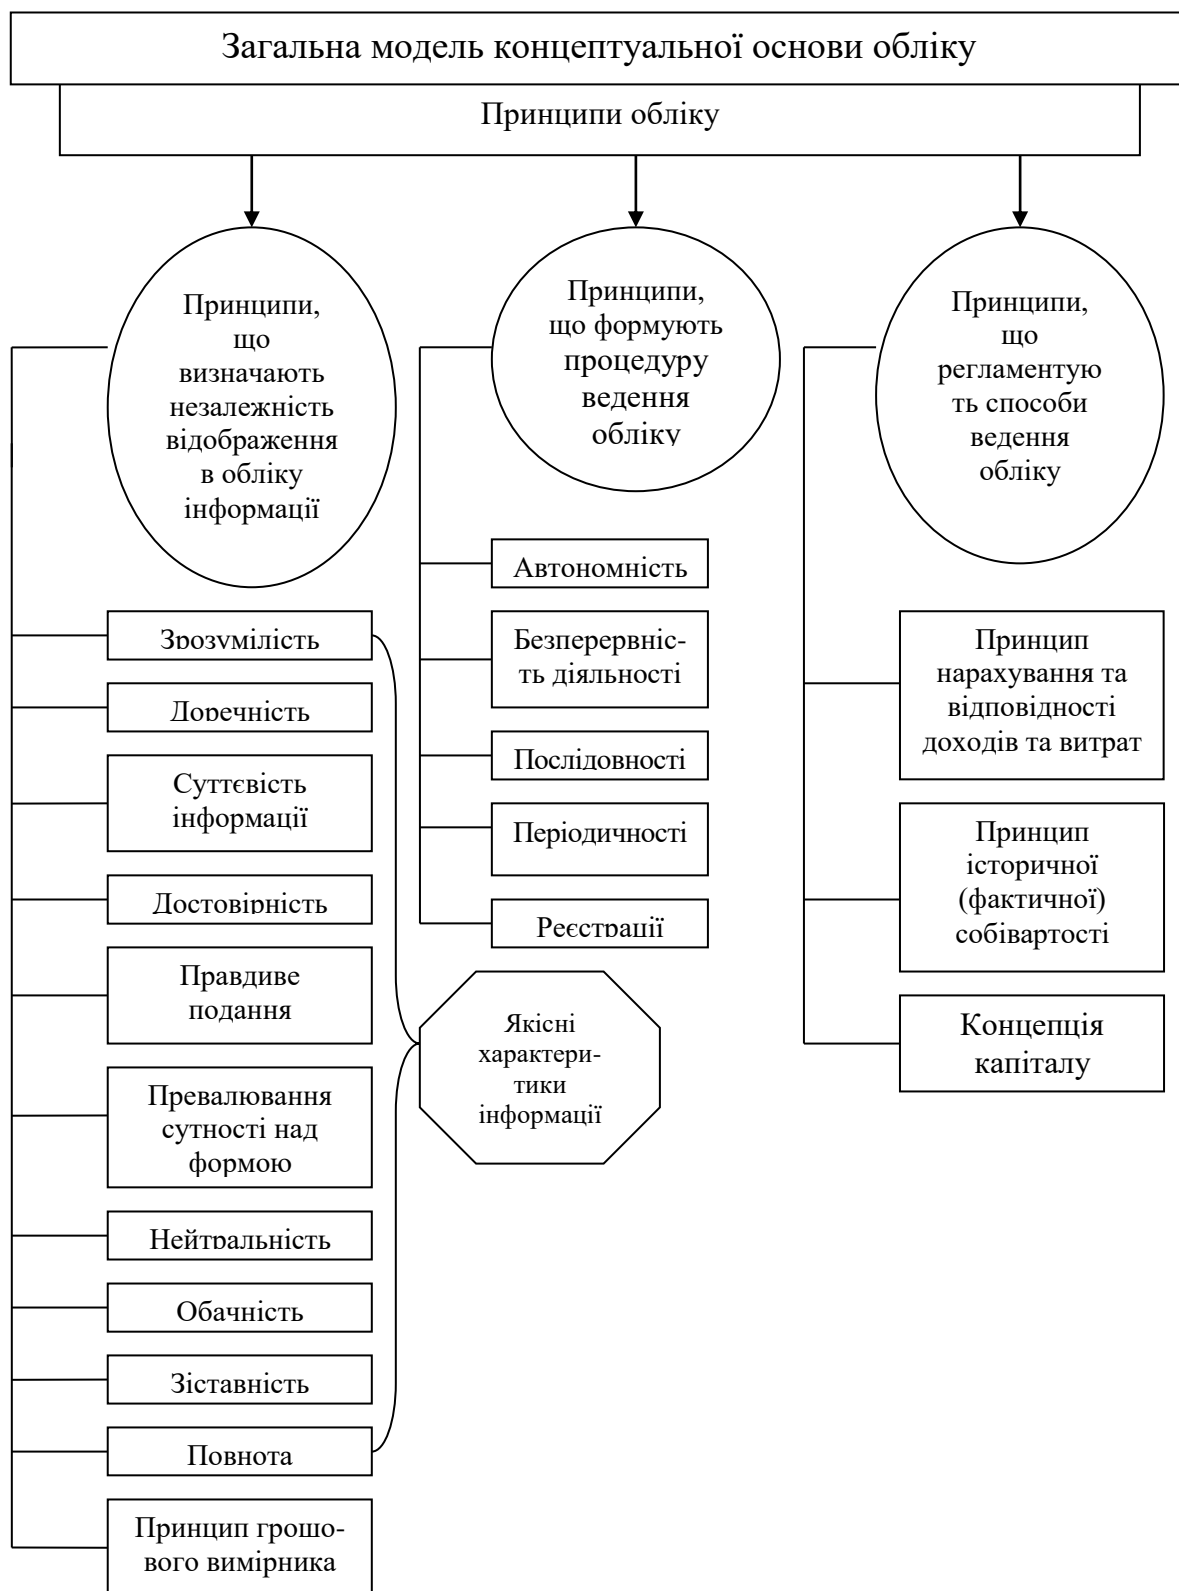 Загальна модель концептуальної основи обліку
Принципи обліку
Принципи,
що
визначають
незалежність
відображення
в обліку
інформації
Зрозумілість
Доречність
Суттєвість
інформації
Достовірність
Правдиве
подання
Превалювання
сутності над
формою
Нейтральність
Обачність
Зіставність
Повнота
Принцип грошо-
вого вимірника
Принципи,
що формують
процедуру
ведення
обліку
Автономність
Безперервніс-
ть діяльності
Послідовності
Періодичності
Реєстрації
Якісні
характери-
тики
інформації
Принципи,
що
регламентую
ть способи
ведення
обліку
Принцип
нарахування та
відповідності
доходів та витрат
Принцип
історичної
(фактичної)
собівартості
Концепція
капіталу